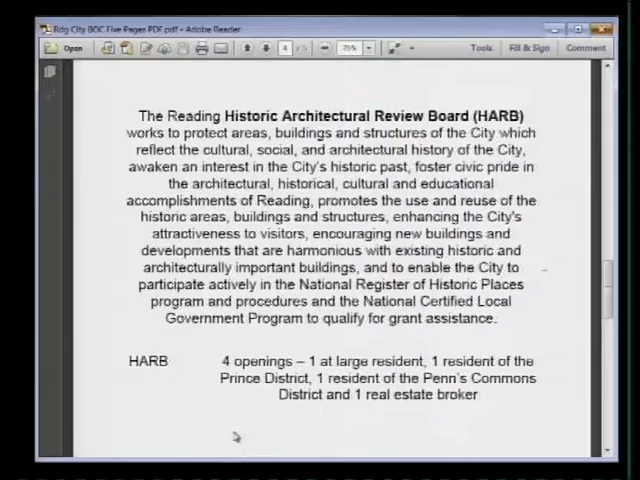 Rdg City BOC Five Pages PDF.pdf - Adobe Reader
Open 4 / 5 75% Tools Fill & Sign Comment
The Reading Historic Architectural Review Board (HARB)
works to protect areas, buildings and structures of the City which
reflect the cultural, social, and architectural history of the City,
awaken an interest in the City's historic past, foster civic pride in
the architectural, historical, cultural and educational
accomplishments of Reading, promotes the use and reuse of the
historic areas, buildings and structures, enhancing the City's
attractiveness to visitors, encouraging new buildings and
developments that are harmonious with existing historic and
architecturally important buildings, and to enable the City to
participate actively in the National Register of Historic Places
program and procedures and the National Certified Local
Government Program to qualify for grant assistance.
HARB 4 openings – 1 at large resident, 1 resident of the
Prince District, 1 resident of the Penn's Commons
District and 1 real estate broker